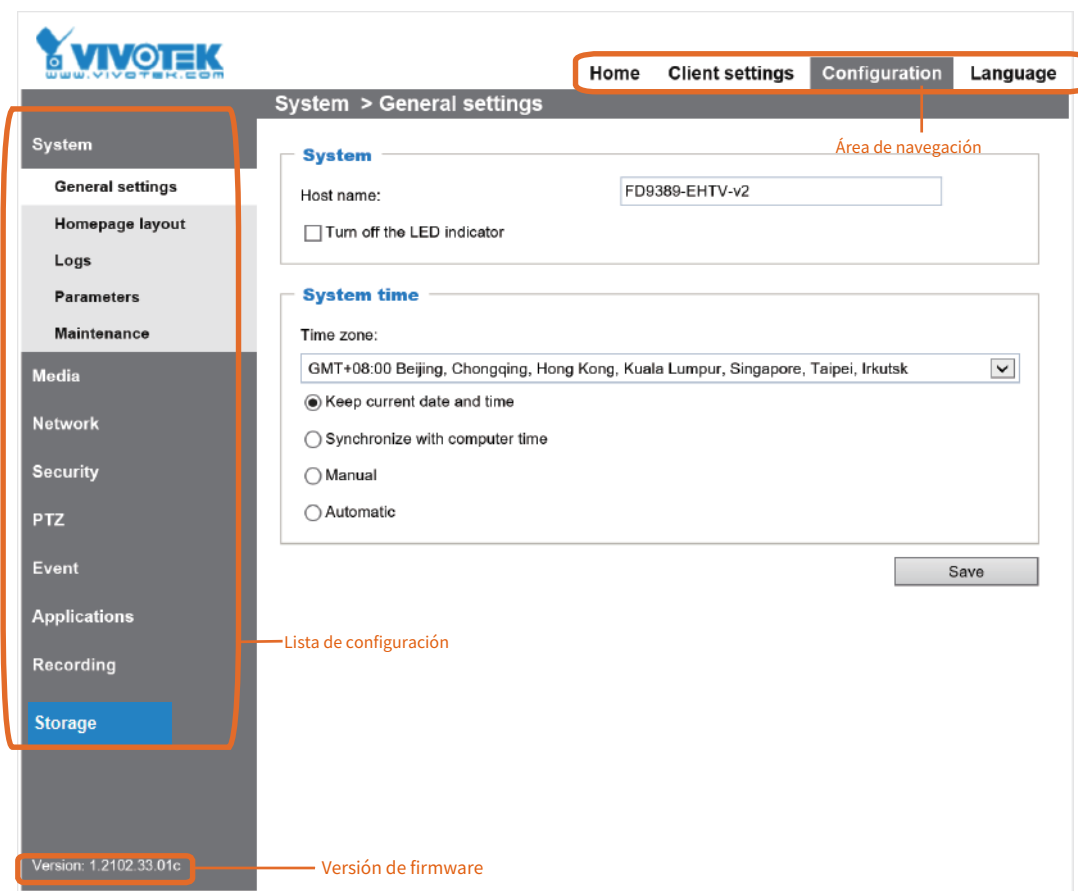 VIVOTEK
www.vivotek.com
Home Client settings Configuration Language
System > General settings
Área de navegación
System
General settings
Homepage layout
Logs
Parameters
Maintenance
Media
Network
Security
PTZ
Event
Applications
Recording
Storage
Version: 1.2102.33.01c
System
Host name: FD9389-EHTV-v2
Turn off the LED indicator
System time
Time zone:
GMT+08:00 Beijing, Chongqing, Hong Kong, Kuala Lumpur, Singapore, Taipei, Irkutsk
Keep current date and time
Synchronize with computer time
Manual
Automatic
Save
Lista de configuración
Versión de firmware